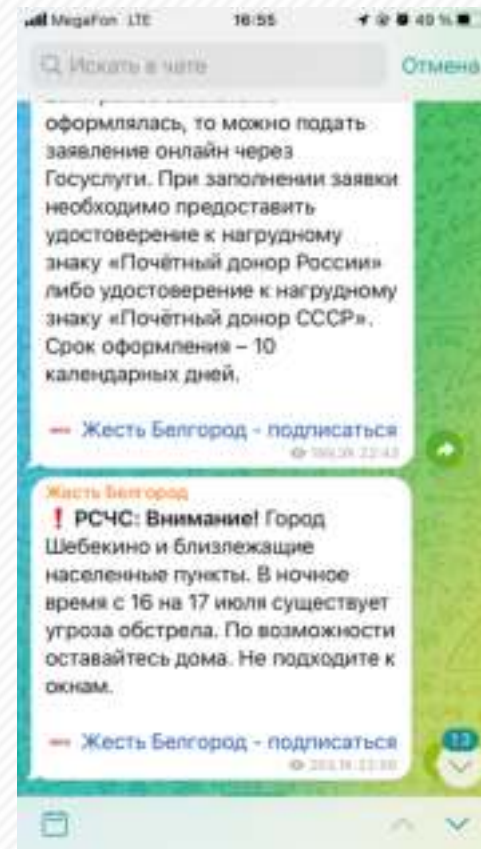 MegaFon LTE 16:55 49 %
Искать в чате Отмена
оформлялась, то можно подать
заявление онлайн через
Госуслуги. При заполнении заявки
необходимо предоставить
удостоверение к нагрудному
знаку «Почётный донор России»
либо удостоверение к нагрудному
знаку «Почётный донор СССР».
Срок оформления – 10
календарных дней.
Жесть Белгород - подписаться
Жесть Белгород
❗ РСЧС: Внимание! Город
Шебекино и близлежащие
населенные пункты. В ночное
время с 16 на 17 июля существует
угроза обстрела. По возможности
оставайтесь дома. Не подходите к
окнам.
Жесть Белгород - подписаться
13